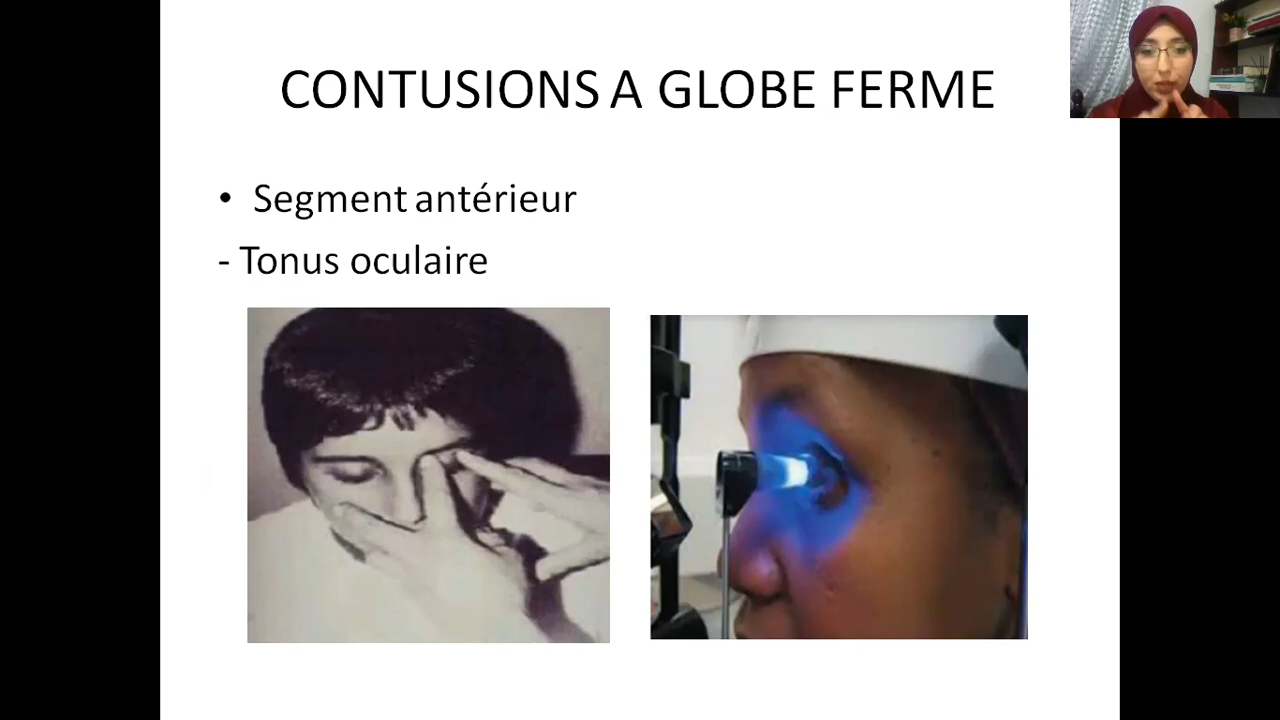 CONTUSIONS A GLOBE FERME
• Segment antérieur
- Tonus oculaire